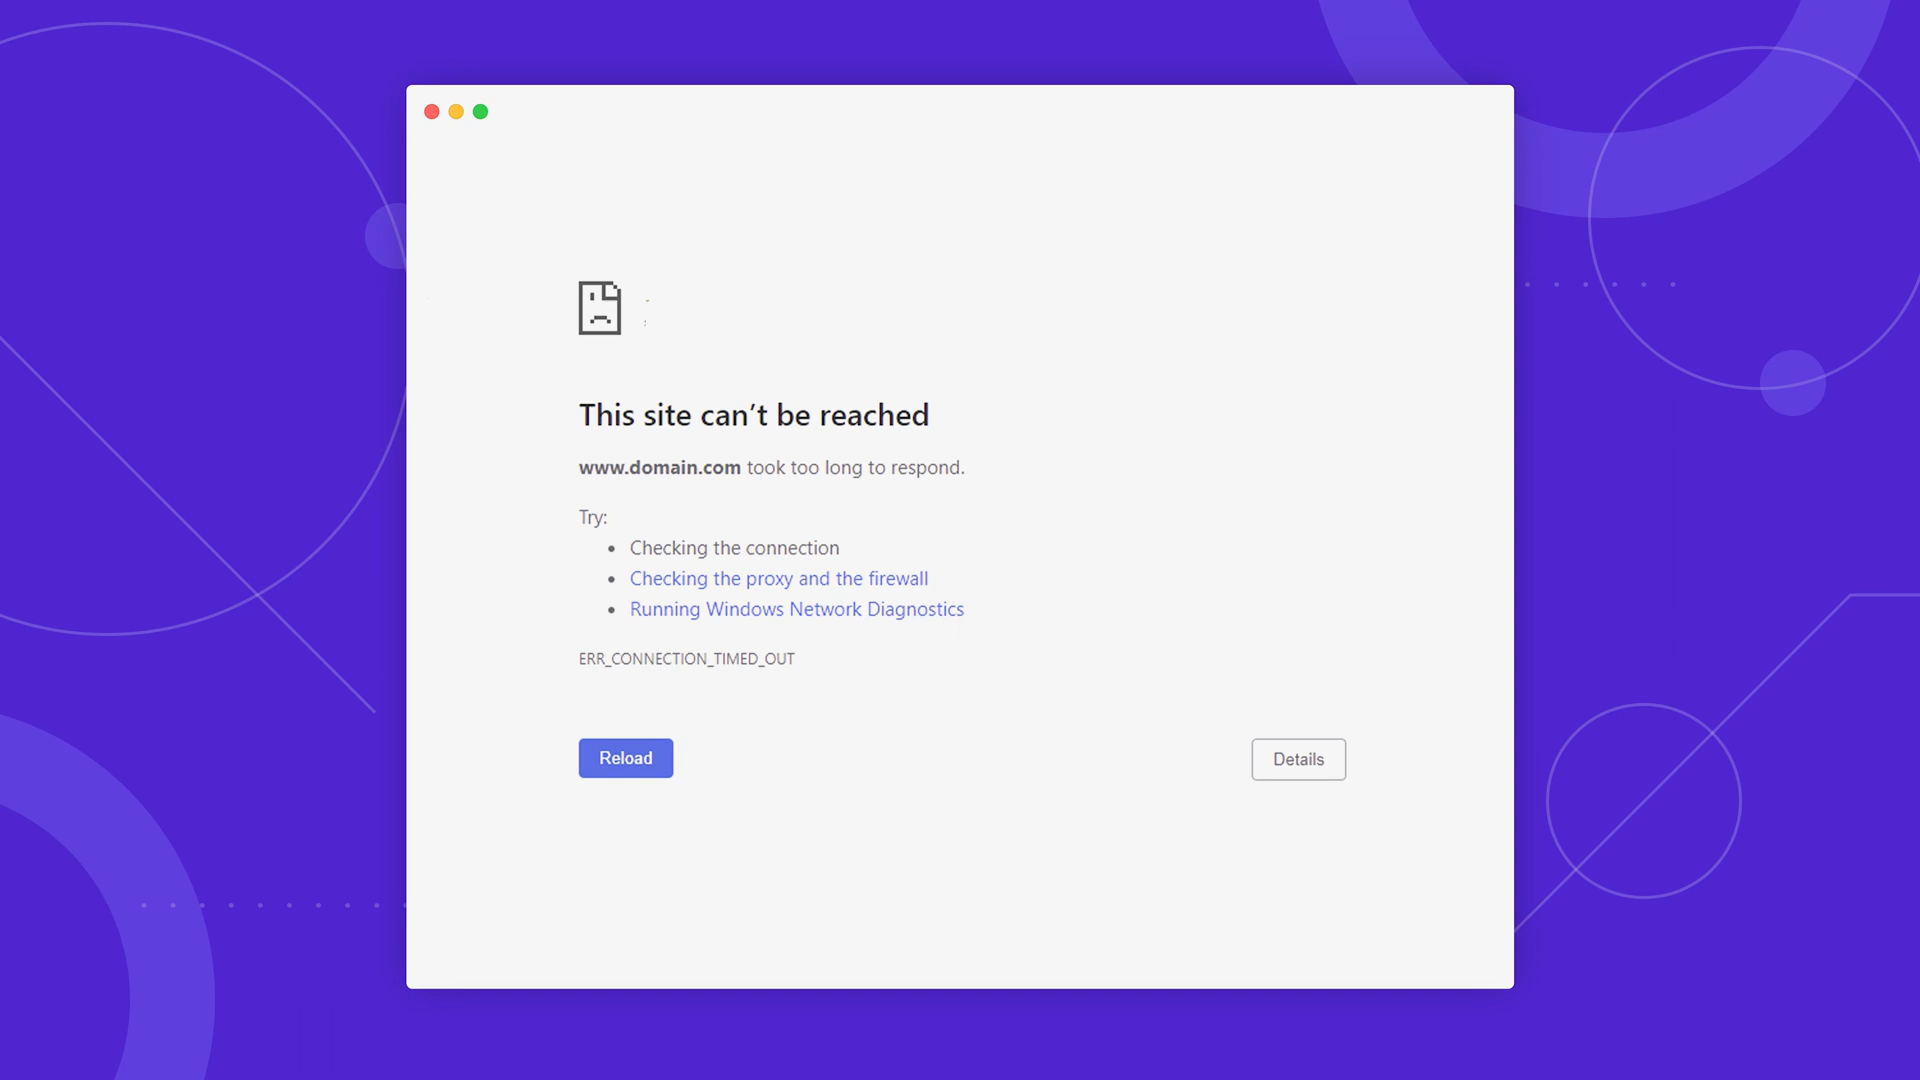 This site can’t be reached
www.domain.com took too long to respond.
Try:
• Checking the connection
• Checking the proxy and the firewall
• Running Windows Network Diagnostics
ERR_CONNECTION_TIMED_OUT
Reload
Details